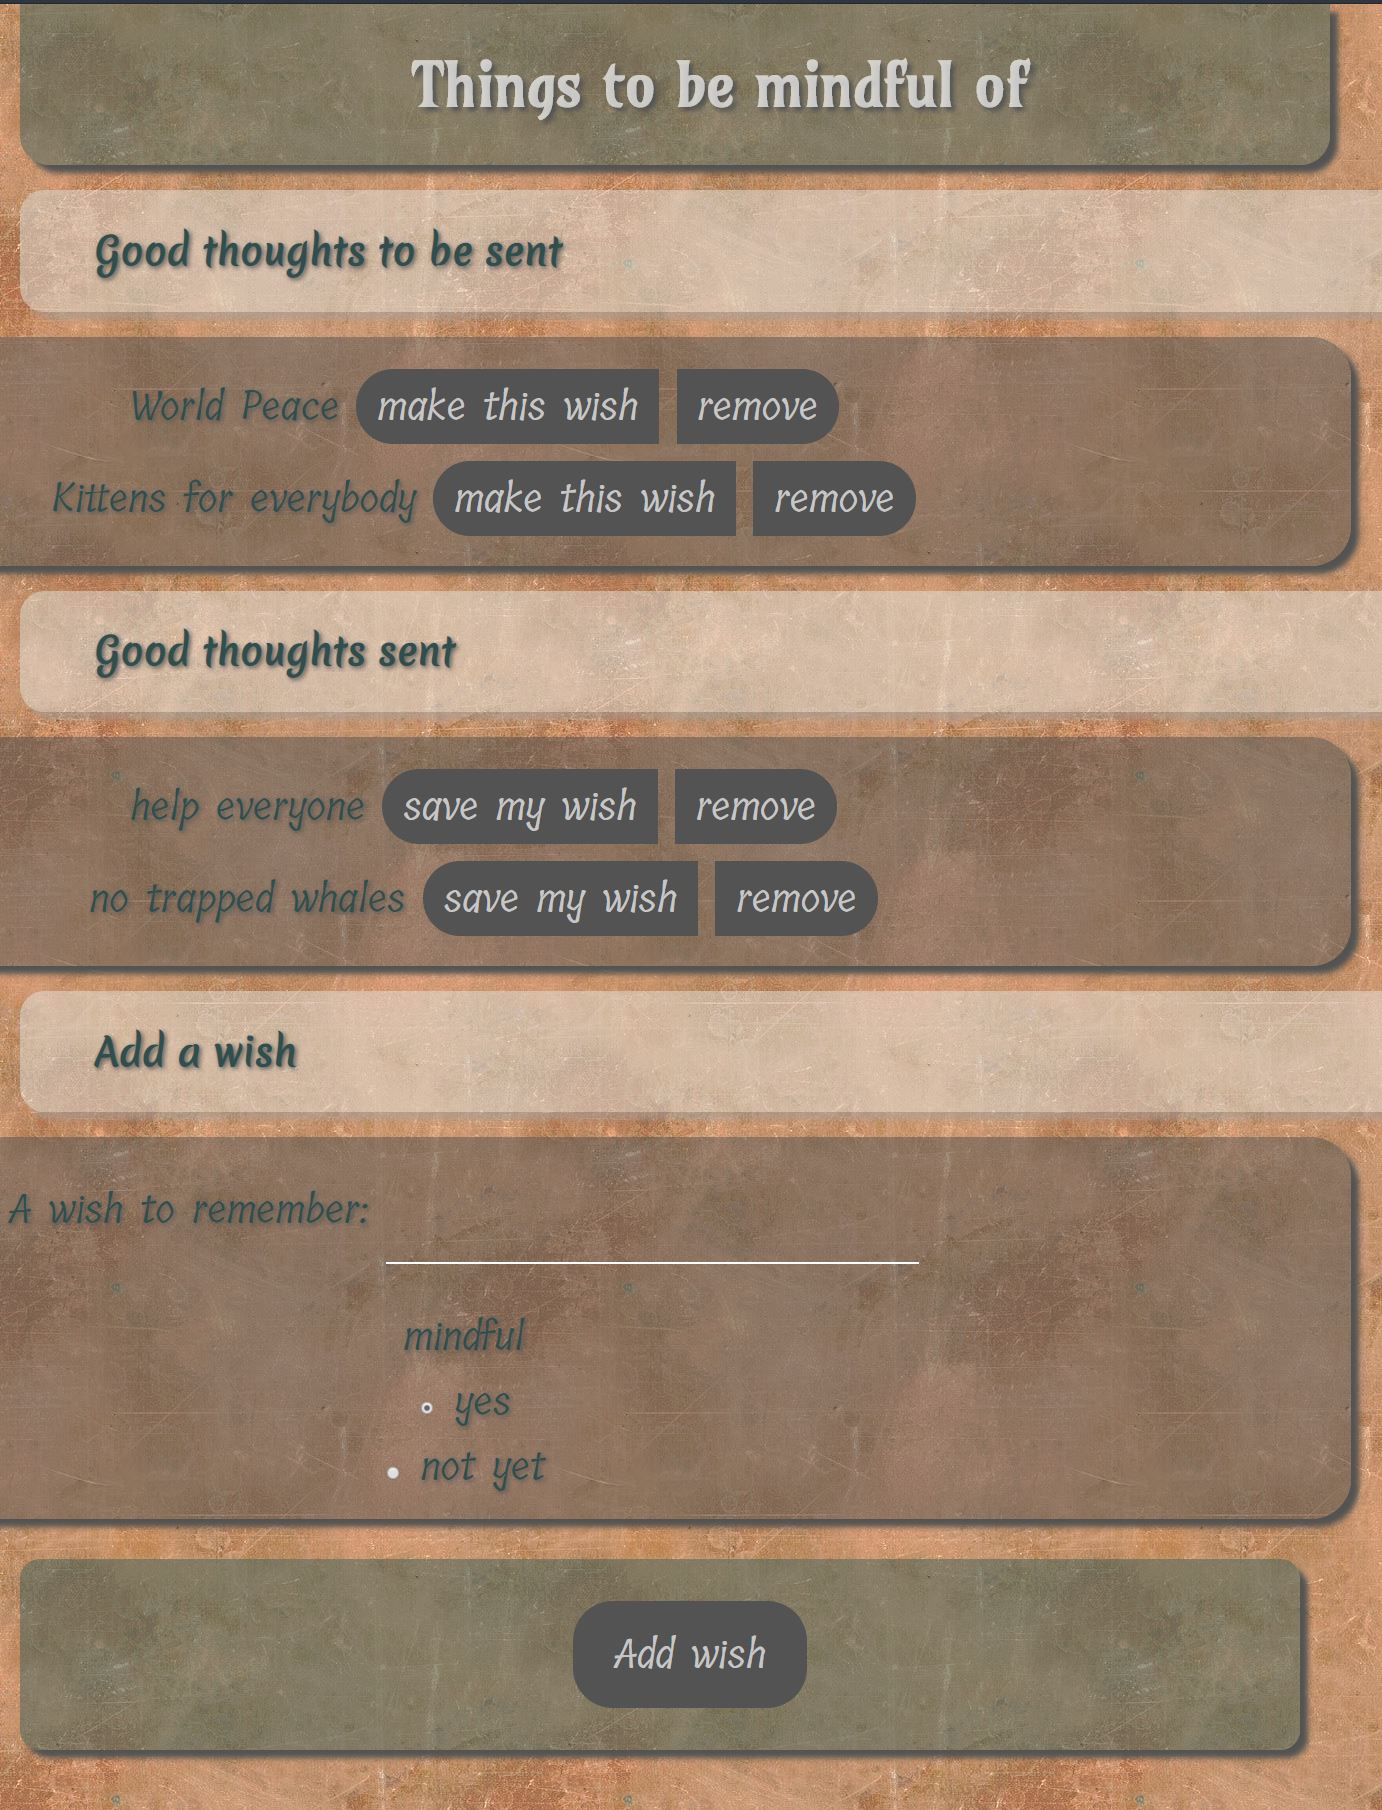 Things to be mindful of
Good thoughts to be sent
World Peace make this wish remove
Kittens for everybody make this wish remove
Good thoughts sent
help everyone save my wish remove
no trapped whales save my wish remove
Add a wish
A wish to remember:
mindful
yes
not yet
Add wish